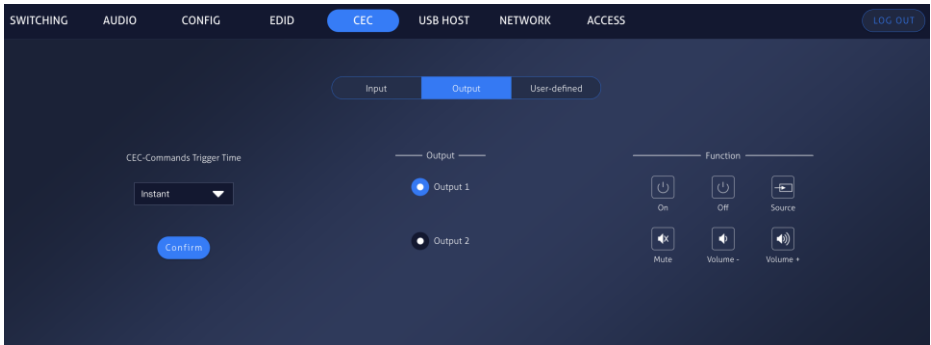 SWITCHING AUDIO CONFIG EDID CEC USB HOST NETWORK ACCESS LOG OUT
Input Output User-defined
CEC-Commands Trigger Time
Instant
Confirm
Output
Output 1
Output 2
Function
On Off Source
Mute Volume - Volume +